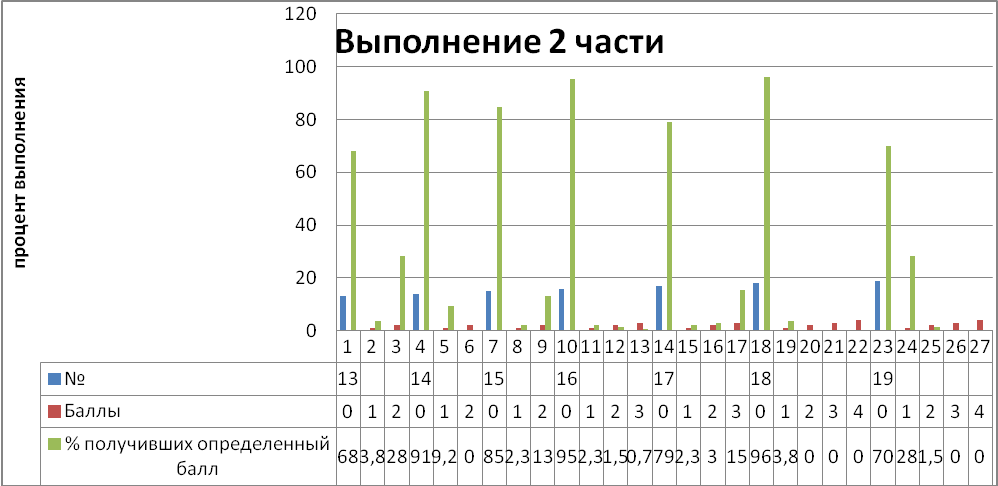 120
Выполнение 2 части
100
80
60
40
20
0
процент выполнения
1 2 3 4 5 6 7 8 9 10 11 12 13 14 15 16 17 18 19 20 21 22 23 24 25 26 27
№ 13 14 15 16 17 18 19
Баллы 0 1 2 0 1 2 0 1 2 0 1 2 3 0 1 2 3 0 1 2 3 4 0 1 2 3 4
% получивших определенный
балл 68 3,8 28 91 9,2 0 85 2,3 13 95 2,3 1,5 0,7 79 2,3 3 15 96 3,8 0 0 0 70 28 1,5 0 0